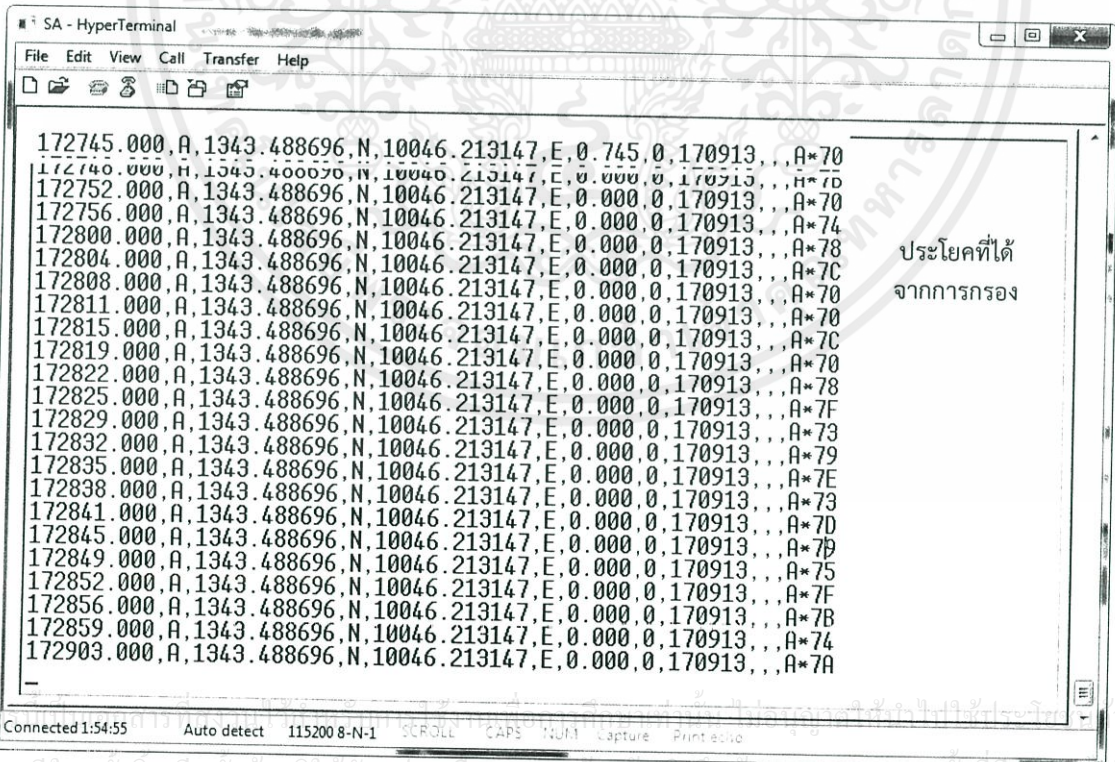 SA - HyperTerminal
File Edit View Call Transfer Help
172745.000,A,1343.488696,N,10046.213147,E,0.745,0,170913,,,A*70
172748.000,A,1343.488696,N,10046.213147,E,0.000,0,170913,,,A*7B
172752.000,A,1343.488696,N,10046.213147,E,0.000,0,170913,,,A*70
172756.000,A,1343.488696,N,10046.213147,E,0.000,0,170913,,,A*74
172800.000,A,1343.488696,N,10046.213147,E,0.000,0,170913,,,A*78
172804.000,A,1343.488696,N,10046.213147,E,0.000,0,170913,,,A*7C
172808.000,A,1343.488696,N,10046.213147,E,0.000,0,170913,,,A*70
172811.000,A,1343.488696,N,10046.213147,E,0.000,0,170913,,,A*70
172815.000,A,1343.488696,N,10046.213147,E,0.000,0,170913,,,A*7C
172819.000,A,1343.488696,N,10046.213147,E,0.000,0,170913,,,A*70
172822.000,A,1343.488696,N,10046.213147,E,0.000,0,170913,,,A*78
172825.000,A,1343.488696,N,10046.213147,E,0.000,0,170913,,,A*7F
172829.000,A,1343.488696,N,10046.213147,E,0.000,0,170913,,,A*73
172832.000,A,1343.488696,N,10046.213147,E,0.000,0,170913,,,A*79
172835.000,A,1343.488696,N,10046.213147,E,0.000,0,170913,,,A*7E
172838.000,A,1343.488696,N,10046.213147,E,0.000,0,170913,,,A*73
172841.000,A,1343.488696,N,10046.213147,E,0.000,0,170913,,,A*7D
172845.000,A,1343.488696,N,10046.213147,E,0.000,0,170913,,,A*79
172849.000,A,1343.488696,N,10046.213147,E,0.000,0,170913,,,A*75
172852.000,A,1343.488696,N,10046.213147,E,0.000,0,170913,,,A*7F
172856.000,A,1343.488696,N,10046.213147,E,0.000,0,170913,,,A*7B
172859.000,A,1343.488696,N,10046.213147,E,0.000,0,170913,,,A*74
172903.000,A,1343.488696,N,10046.213147,E,0.000,0,170913,,,A*7A
ประโยคที่ได้
จากการกรอง
Connected 1:54:55 Auto detect 115200 8-N-1 SCROLL CAPS NUM Capture Print echo